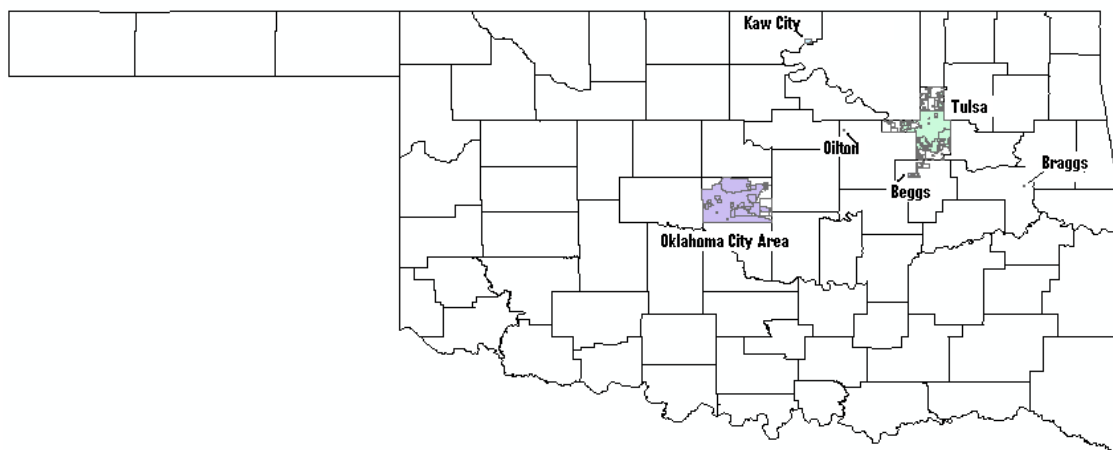 Kaw City
Tulsa
Oilton
Braggs
Beggs
Oklahoma City Area